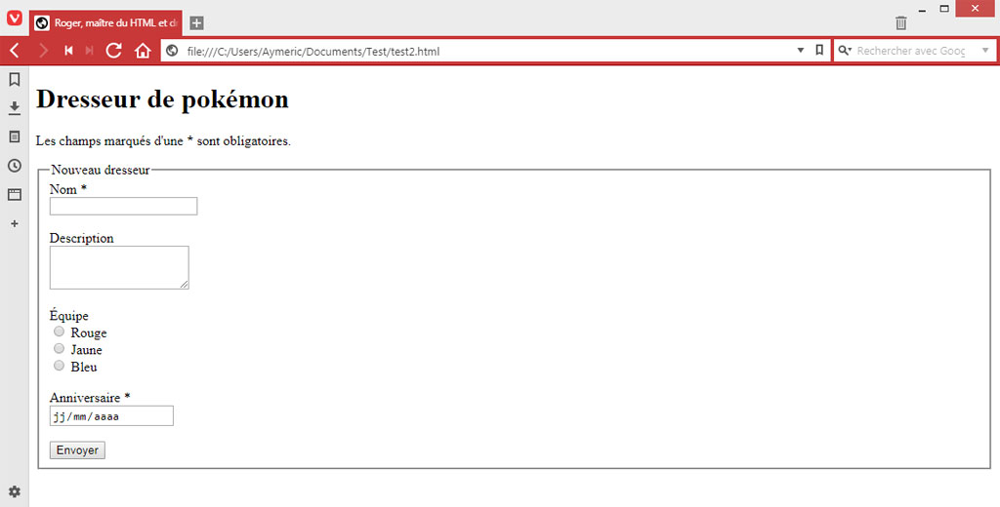 Roger, maître du HTML et d
file:///C:/Users/Aymeric/Documents/Test/test2.html
Rechercher avec Goog
Dresseur de pokémon
Les champs marqués d'une * sont obligatoires.
Nouveau dresseur
Nom *
Description
Équipe
Rouge
Jaune
Bleu
Anniversaire *
jj/mm/aaaa
Envoyer